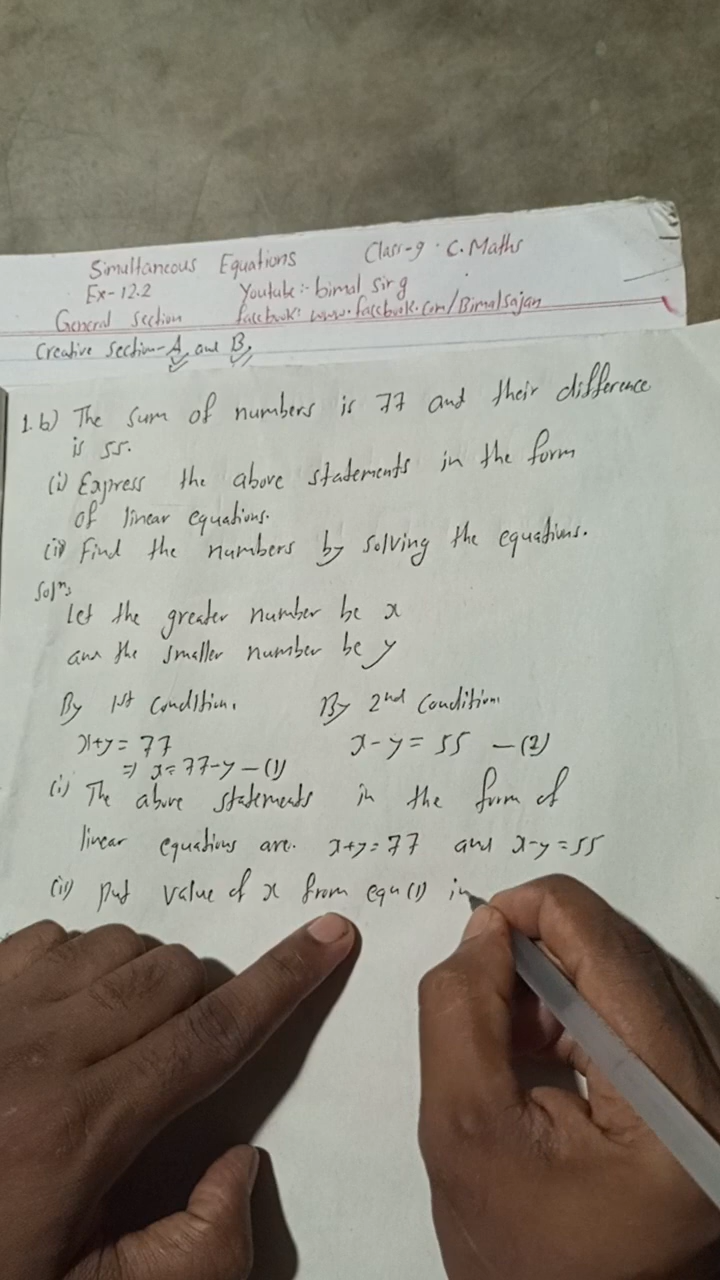 Simultaneous Equations Class-9 . C. Maths
Ex-12.2 Youtube:- bimal sir g
General Section facebook: www.facebook.com/Bimalsajan
Creative section-A and B,
1.b) The sum of numbers is 77 and their difference
is 55.
(i) Express the above statements in the form
of linear equations.
(ii) Find the numbers by solving the equations.
Solⁿ,
Let the greater number be x
and the smaller number be y
By 1st condition. By 2nd condition
x+y = 77 x-y = 55 —(2)
⇒ x=77-y —(1)
(i) The above statements in the form of
linear equations are. x+y=77 and x-y=55
(ii) put value of x from equ(1) in